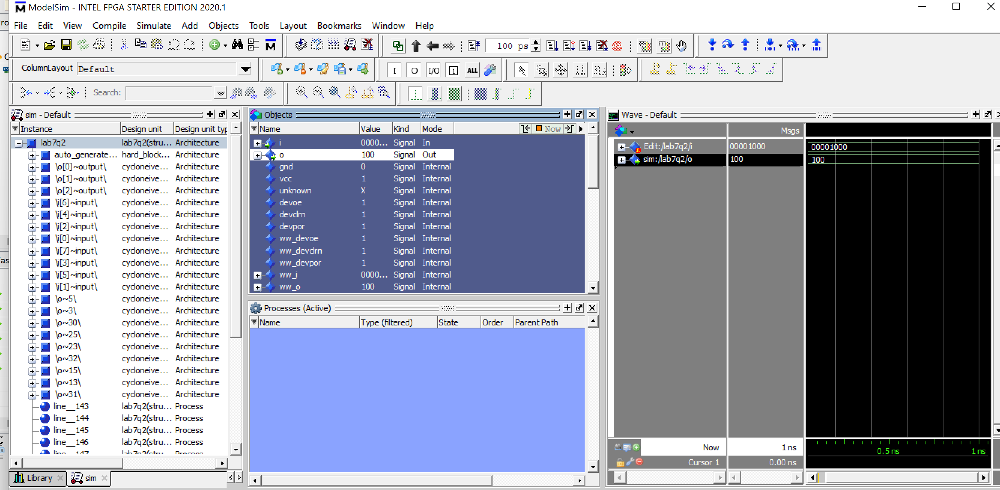 ModelSim - INTEL FPGA STARTER EDITION 2020.1
File Edit View Compile Simulate Add Objects Tools Layout Bookmarks Window Help
100 ps
ColumnLayout Default
I O I/O i ALL
Search:
sim - Default
Instance Design unit Design unit typ
lab7q2 lab7q2(stru... Architecture
auto_generate... hard_block... Architecture
\o[0]~output\ cycloneive... Architecture
\o[1]~output\ cycloneive... Architecture
\o[2]~output\ cycloneive... Architecture
\i[6]~input\ cycloneive... Architecture
\i[4]~input\ cycloneive... Architecture
\i[2]~input\ cycloneive... Architecture
\i[0]~input\ cycloneive... Architecture
\i[7]~input\ cycloneive... Architecture
\i[3]~input\ cycloneive... Architecture
\i[5]~input\ cycloneive... Architecture
\i[1]~input\ cycloneive... Architecture
\o~5\ cycloneive... Architecture
\o~3\ cycloneive... Architecture
\o~30\ cycloneive... Architecture
\o~25\ cycloneive... Architecture
\o~23\ cycloneive... Architecture
\o~32\ cycloneive... Architecture
\o~15\ cycloneive... Architecture
\o~13\ cycloneive... Architecture
\o~31\ cycloneive... Architecture
line__143 lab7q2(stru... Process
line__144 lab7q2(stru... Process
line__145 lab7q2(stru... Process
line__146 lab7q2(stru... Process
line__147 lab7q2(stru... Process
Library sim
Objects
Name Value Kind Mode Now
i 0000... Signal In
o 100 Signal Out
gnd 0 Signal Internal
vcc 1 Signal Internal
unknown X Signal Internal
devoe 1 Signal Internal
devclrn 1 Signal Internal
devpor 1 Signal Internal
ww_devoe 1 Signal Internal
ww_devclrn 1 Signal Internal
ww_devpor 1 Signal Internal
ww_i 0000... Signal Internal
ww_o 100 Signal Internal
Processes (Active)
Name Type (filtered) State Order Parent Path
Wave - Default
Msgs
Edit:/lab7q2/i 00001000 00001000
sim:/lab7q2/o 100 100
Now 1 ns 0.5 ns 1 ns
Cursor 1 0.00 ns